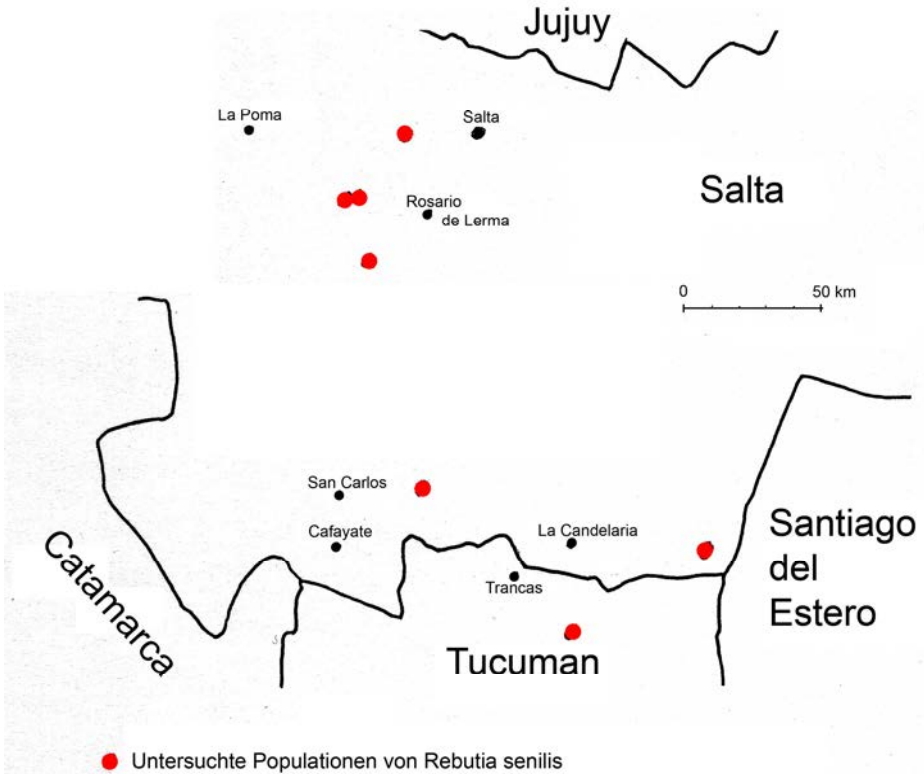 Jujuy
La Poma
Salta
Salta
Rosario
de Lerma
0 50 km
San Carlos
Cafayate
La Candelaria
Trancas
Santiago
del
Estero
Catamarca
Tucuman
Untersuchte Populationen von Rebutia senilis